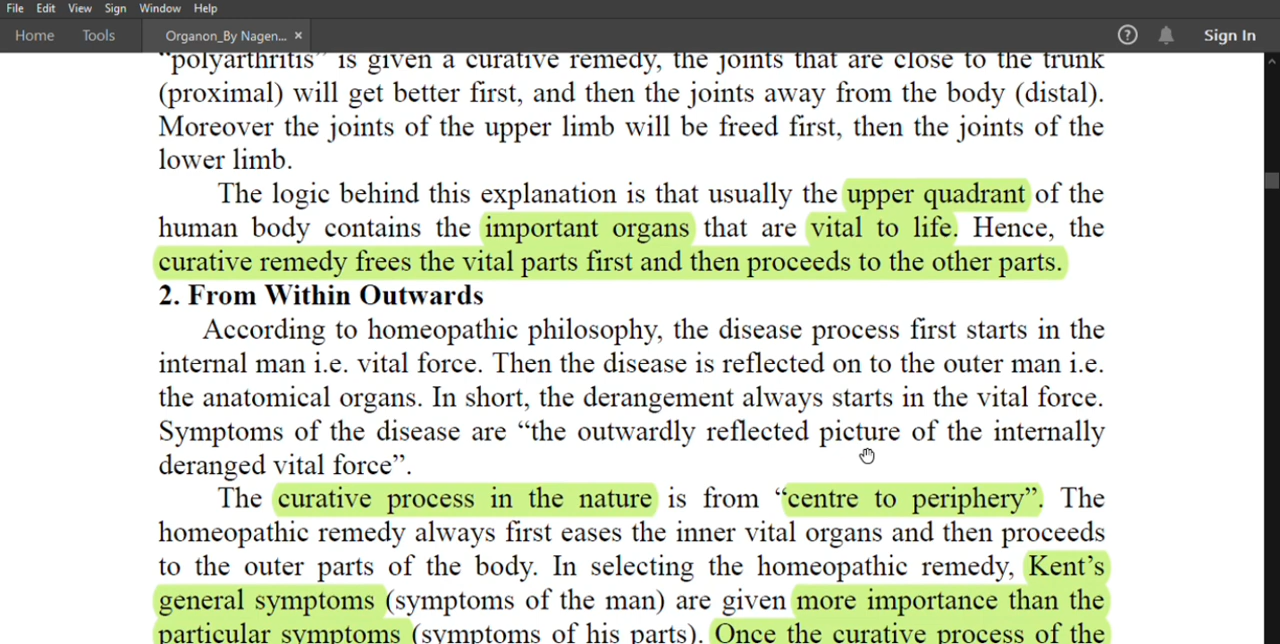 File Edit View Sign Window Help
Home Tools Organon_By Nagen... × ? Sign In
“polyarthritis” is given a curative remedy, the joints that are close to the trunk
(proximal) will get better first, and then the joints away from the body (distal).
Moreover the joints of the upper limb will be freed first, then the joints of the
lower limb.
The logic behind this explanation is that usually the upper quadrant of the
human body contains the important organs that are vital to life. Hence, the
curative remedy frees the vital parts first and then proceeds to the other parts.
2. From Within Outwards
According to homeopathic philosophy, the disease process first starts in the
internal man i.e. vital force. Then the disease is reflected on to the outer man i.e.
the anatomical organs. In short, the derangement always starts in the vital force.
Symptoms of the disease are “the outwardly reflected picture of the internally
deranged vital force”.
The curative process in the nature is from “centre to periphery”. The
homeopathic remedy always first eases the inner vital organs and then proceeds
to the outer parts of the body. In selecting the homeopathic remedy, Kent’s
general symptoms (symptoms of the man) are given more importance than the
particular symptoms (symptoms of his parts). Once the curative process of the